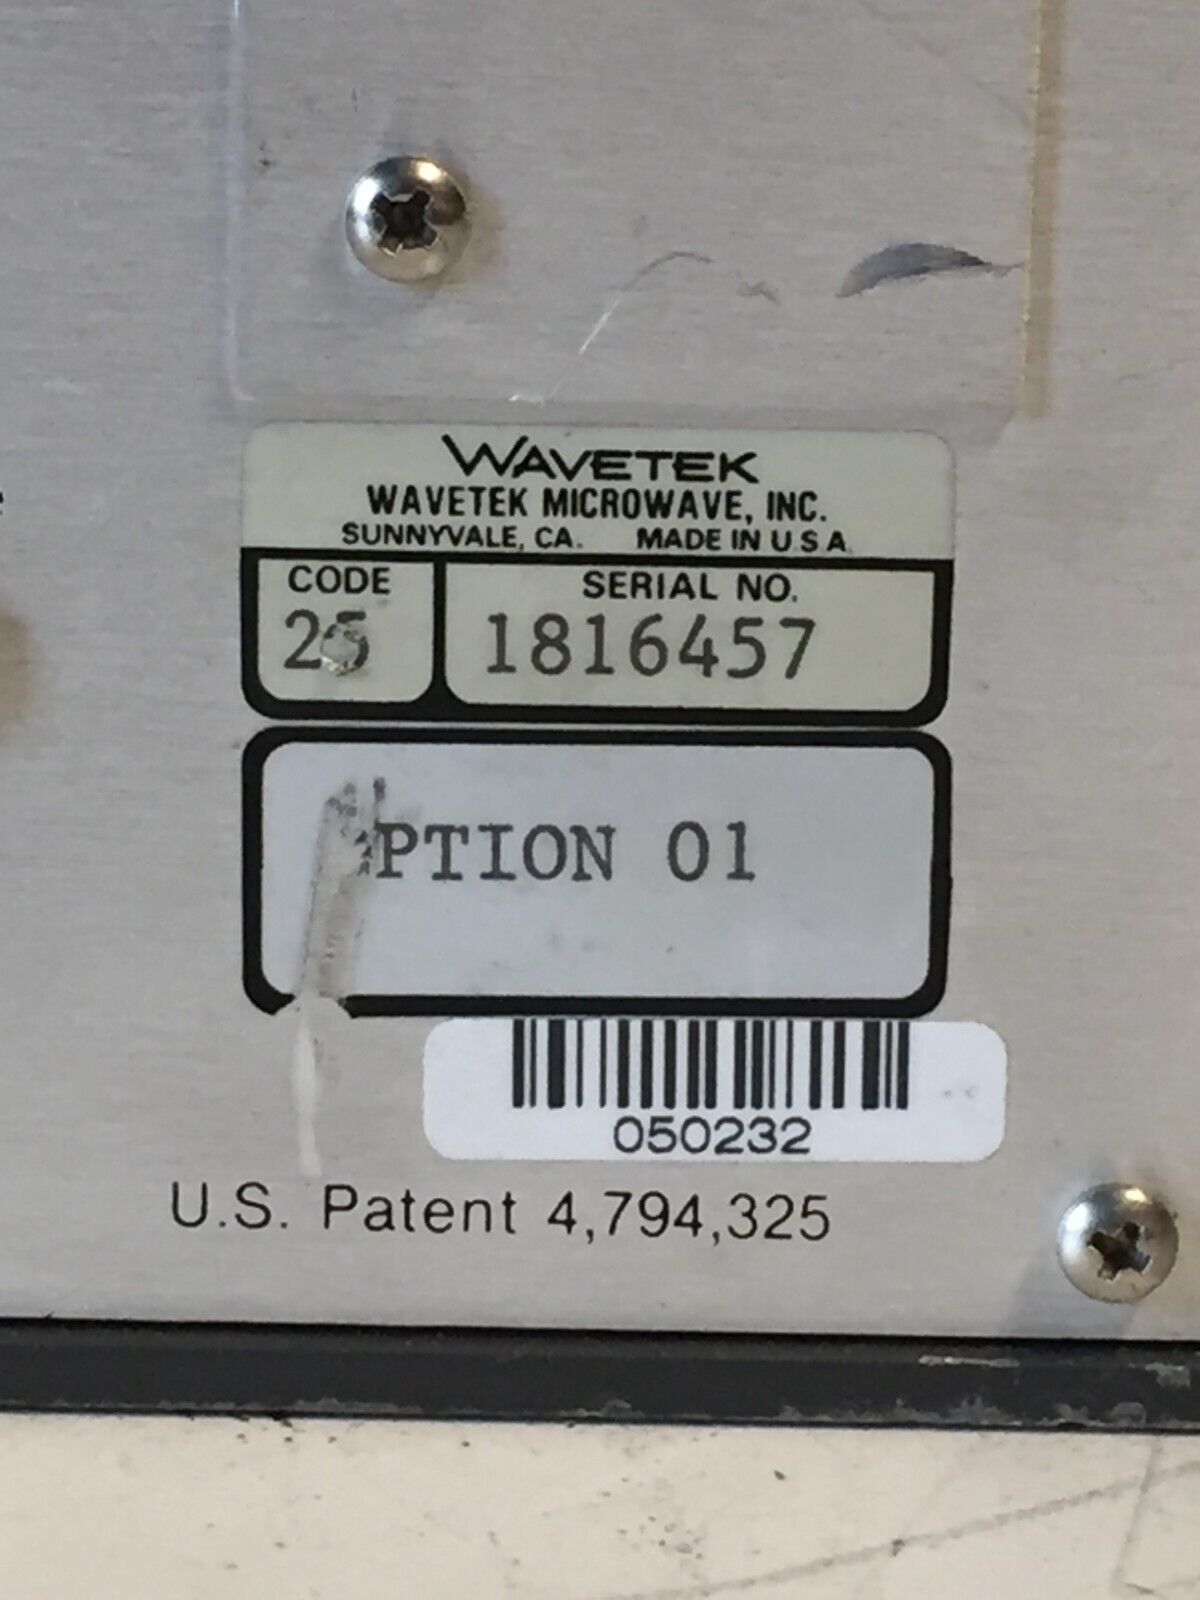 WAVETEK
WAVETEK MICROWAVE, INC.
SUNNYVALE, CA. MADE IN U.S.A.
CODE SERIAL NO.
1816457
PTION 01
050232
U.S. Patent 4,794,325